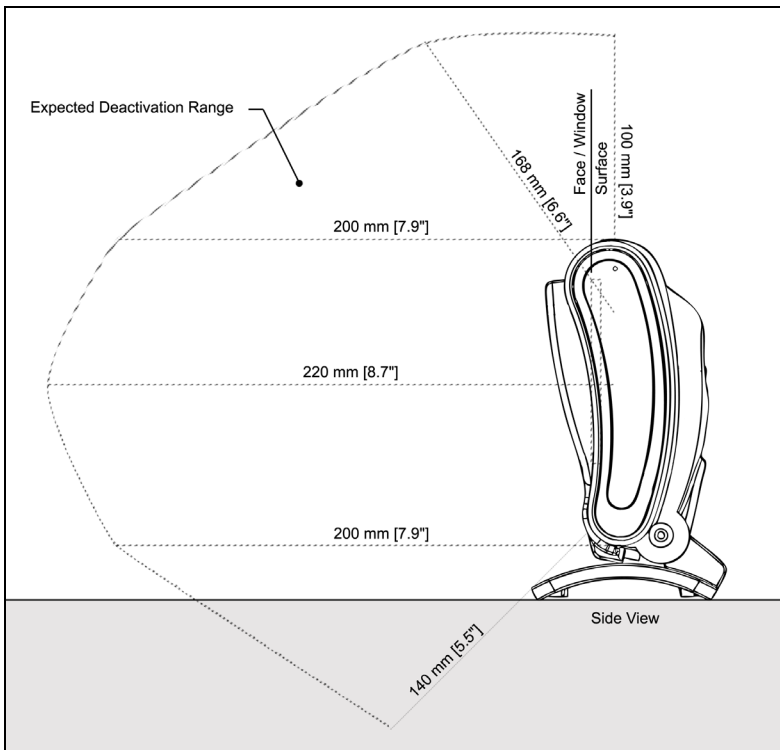 Expected Deactivation Range
168 mm [6.6"]
Face / Window
Surface
100 mm [3.9"]
200 mm [7.9"]
220 mm [8.7"]
200 mm [7.9"]
Side View
140 mm [5.5"]